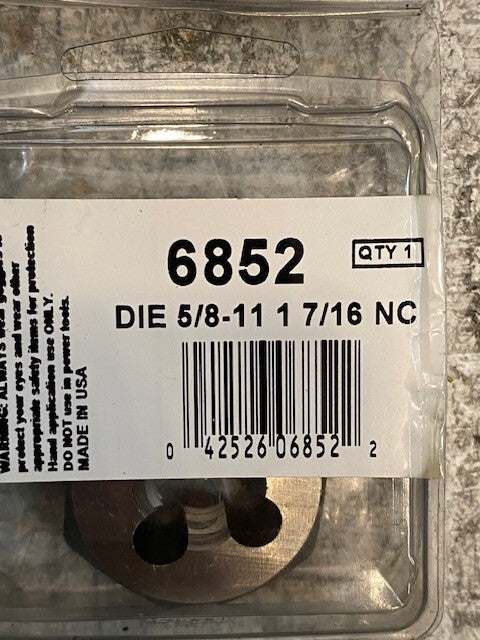 6852
QTY 1
DIE 5/8-11 1 7/16 NC
0 42526 06852 2
WARNING: ALWAYS wear goggles to
protect your eyes and wear other
appropriate safety items for protection
Hand application use ONLY.
DO NOT use in power tools.
MADE IN USA